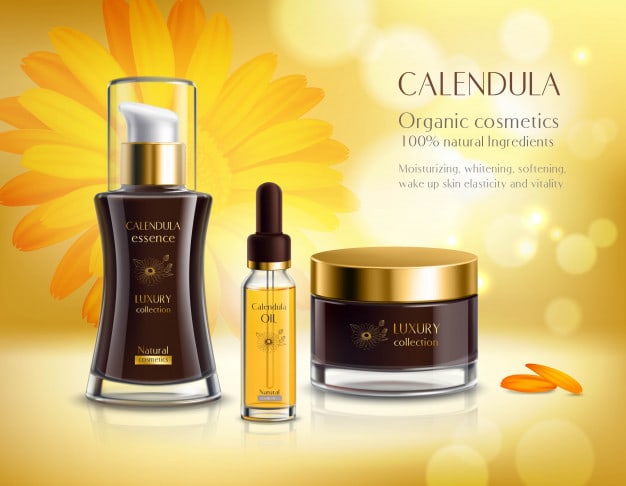 CALENDULA
Organic cosmetics
100% natural Ingredients
Moisturizing, whitening, softening,
wake up skin elasticity and vitality
CALENDULA
essence
LUXURY
collection
Natural
cosmetics
Calendula
OIL
Natural
LUXURY
collection